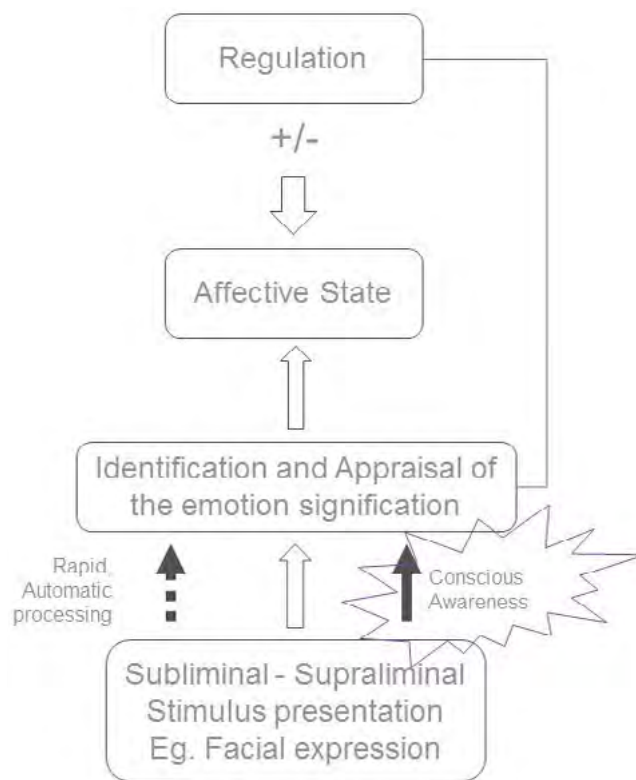 Regulation
+/-
Affective State
Identification and Appraisal of
the emotion signification
Rapid,
Automatic
processing
Conscious
Awareness
Subliminal - Supraliminal
Stimulus presentation
Eg. Facial expression